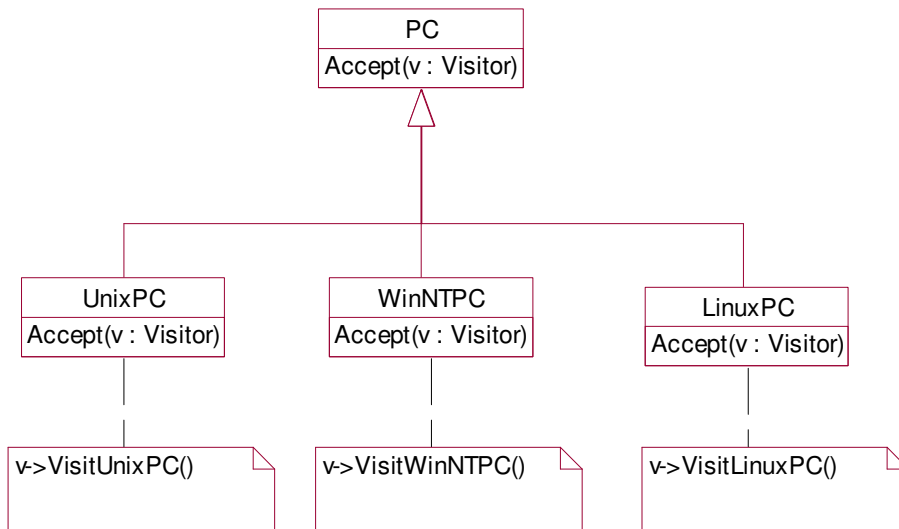 PC
Accept(v : Visitor)
UnixPC
Accept(v : Visitor)
WinNTPC
Accept(v : Visitor)
LinuxPC
Accept(v : Visitor)
v->VisitUnixPC()
v->VisitWinNTPC()
v->VisitLinuxPC()